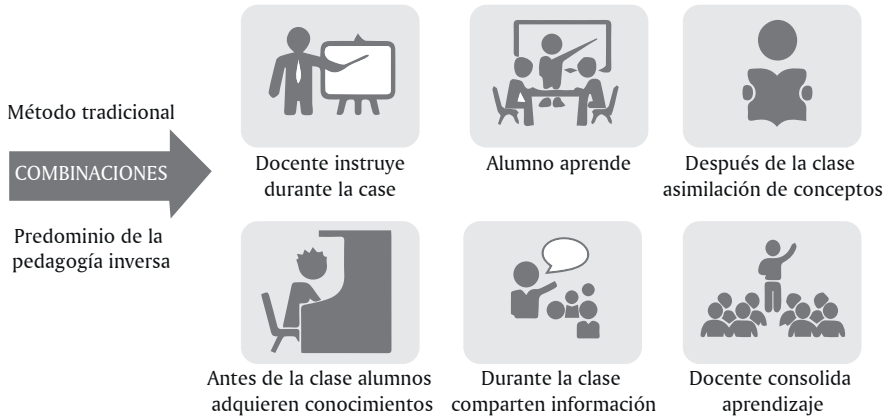 Método tradicional
COMBINACIONES
Predominio de la
pedagogía inversa
Docente instruye
durante la case
Alumno aprende
Después de la clase
asimilación de conceptos
Antes de la clase alumnos
adquieren conocimientos
Durante la clase
comparten información
Docente consolida
aprendizaje